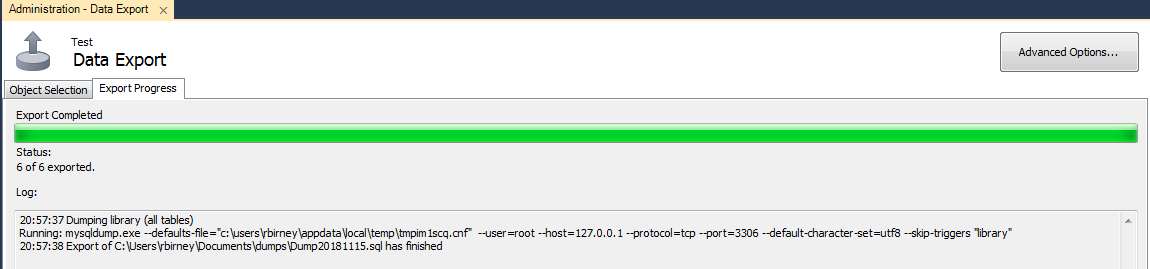 Administration - Data Export
Test
Data Export
Advanced Options...
Object Selection
Export Progress
Export Completed
Status:
6 of 6 exported.
Log:
20:57:37 Dumping library (all tables)
Running: mysqldump.exe --defaults-file="c:\users\rbirney\appdata\local\temp\tmpim1scq.cnf"  --user=root --host=127.0.0.1 --protocol=tcp --port=3306 --default-character-set=utf8 --skip-triggers "library"
20:57:38 Export of C:\Users\rbirney\Documents\dumps\Dump20181115.sql has finished